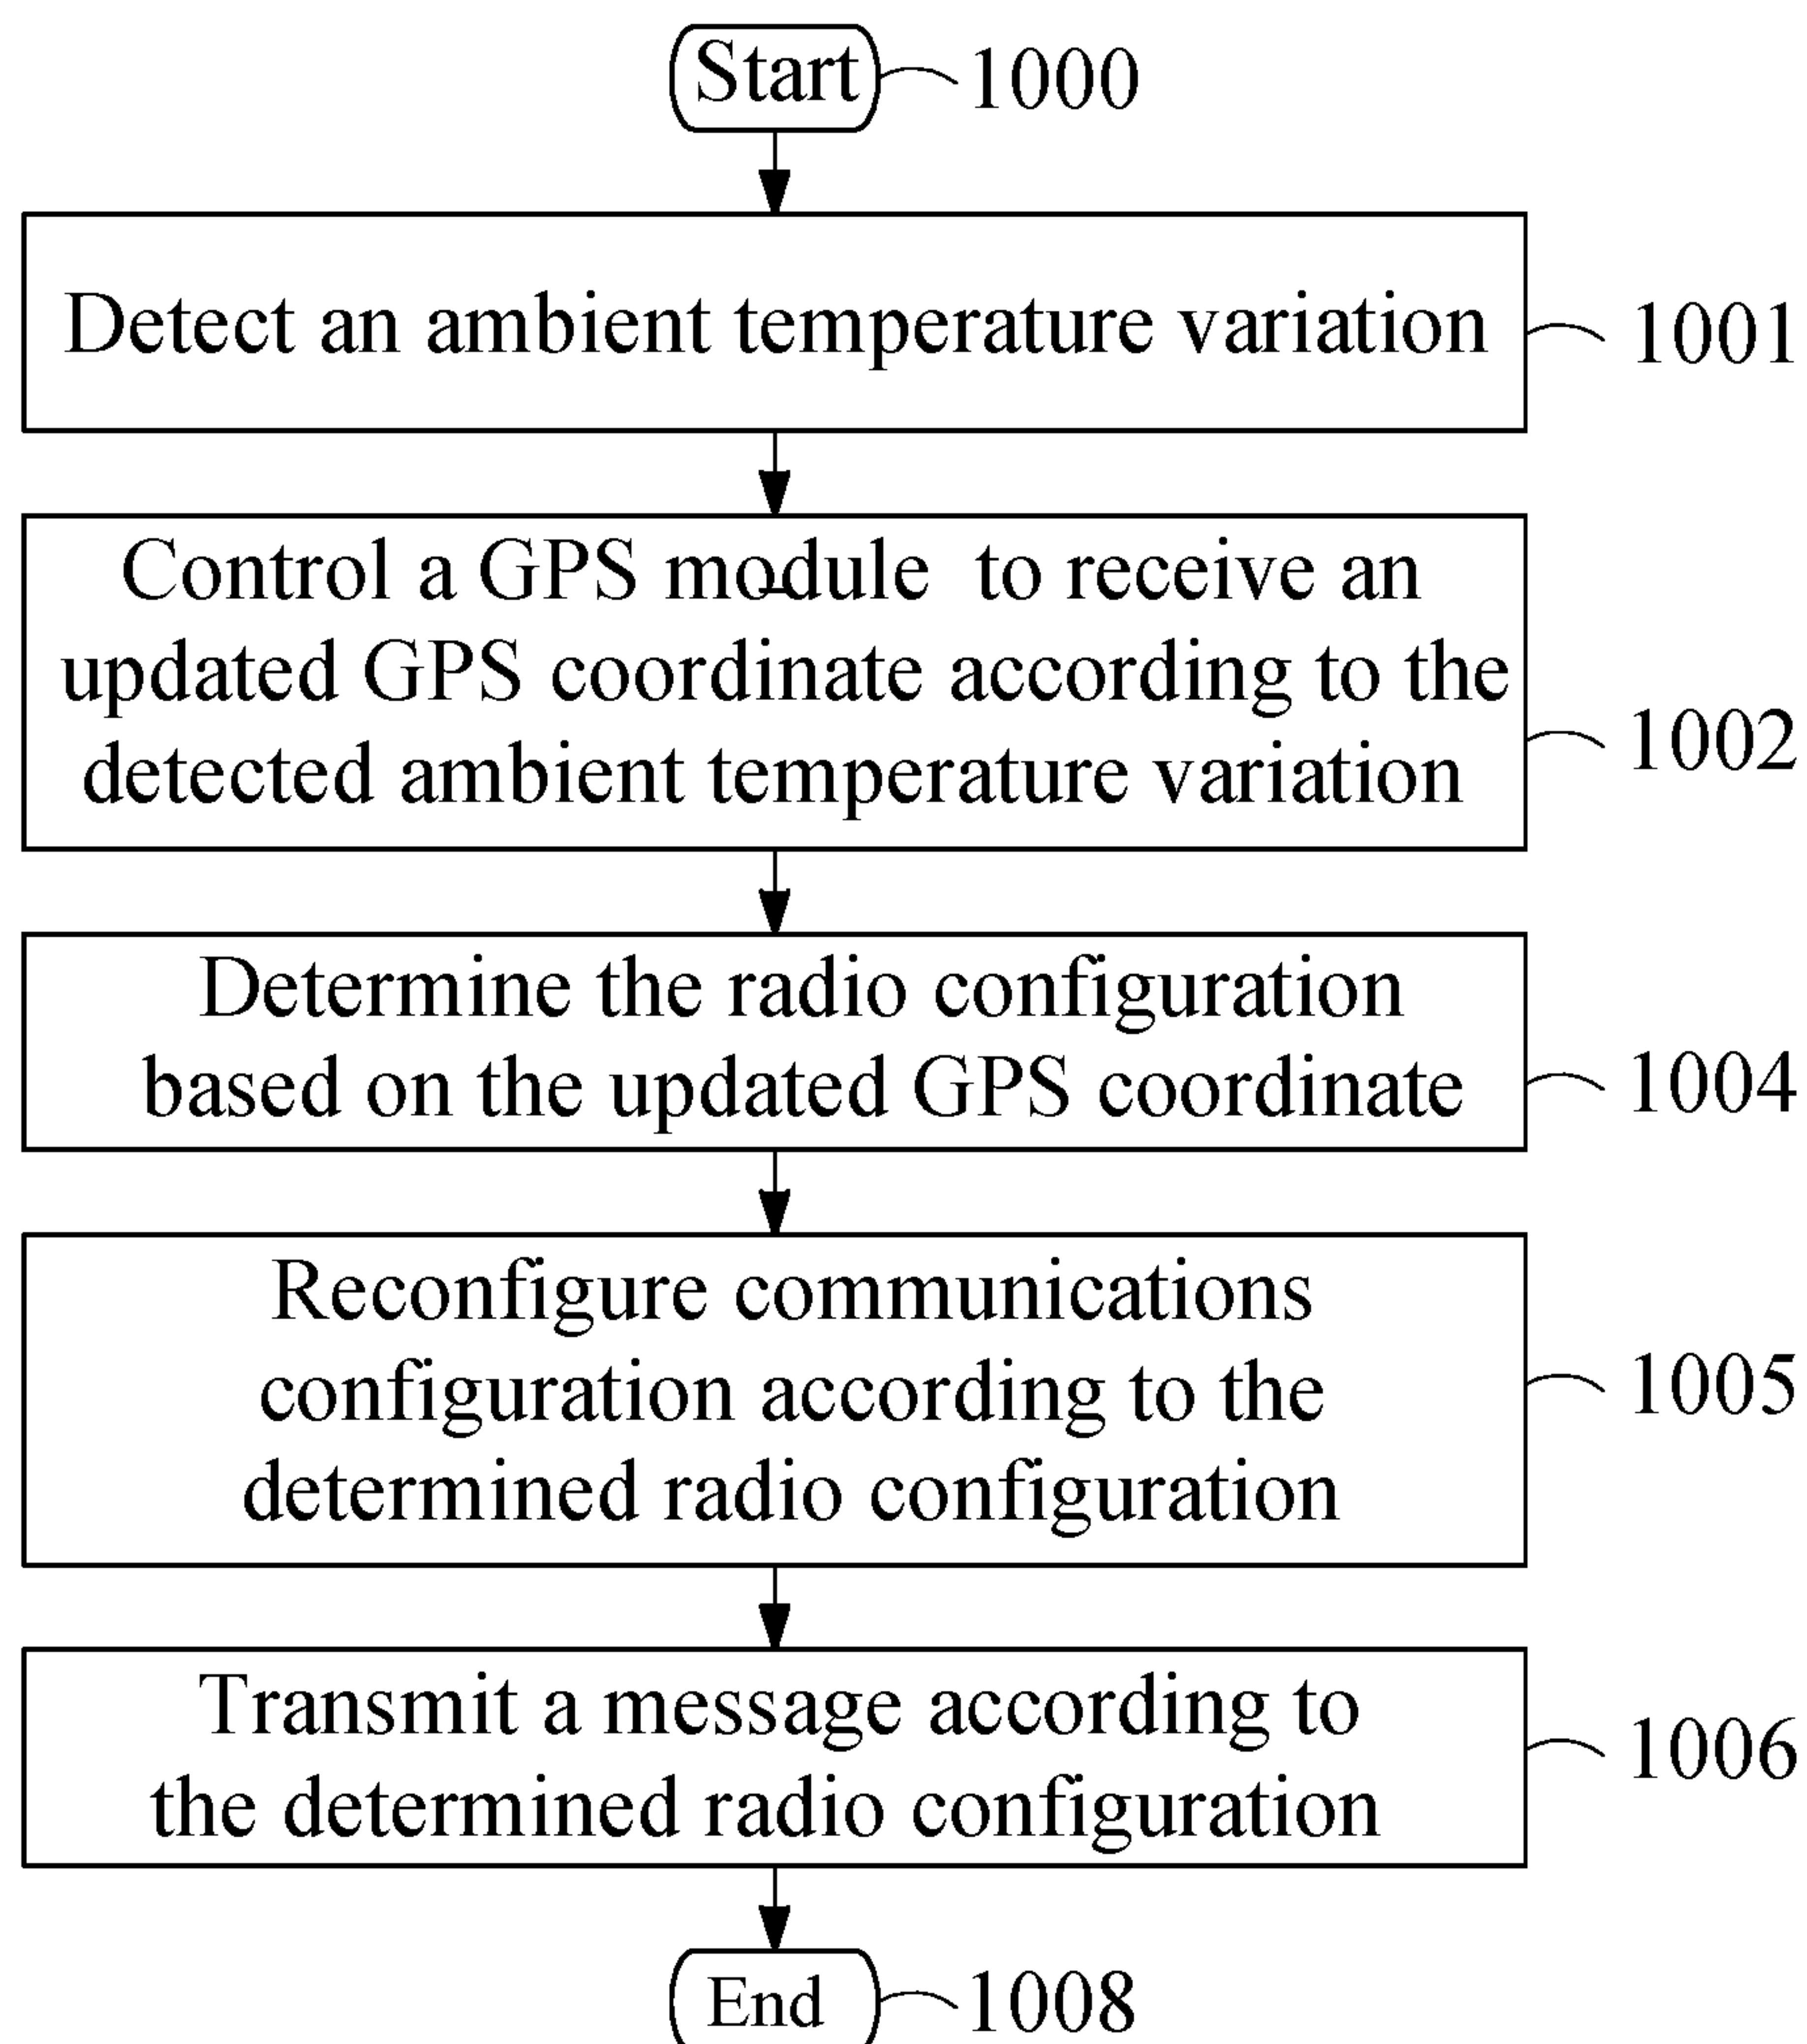 Start 1000
Detect an ambient temperature variation 1001
Control a GPS module to receive an
updated GPS coordinate according to the
detected ambient temperature variation
1002
Determine the radio configuration
based on the updated GPS coordinate 1004
Reconfigure communications
configuration according to the 1005
determined radio configuration
Transmit a message according to
the determined radio configuration
1006
End 1008